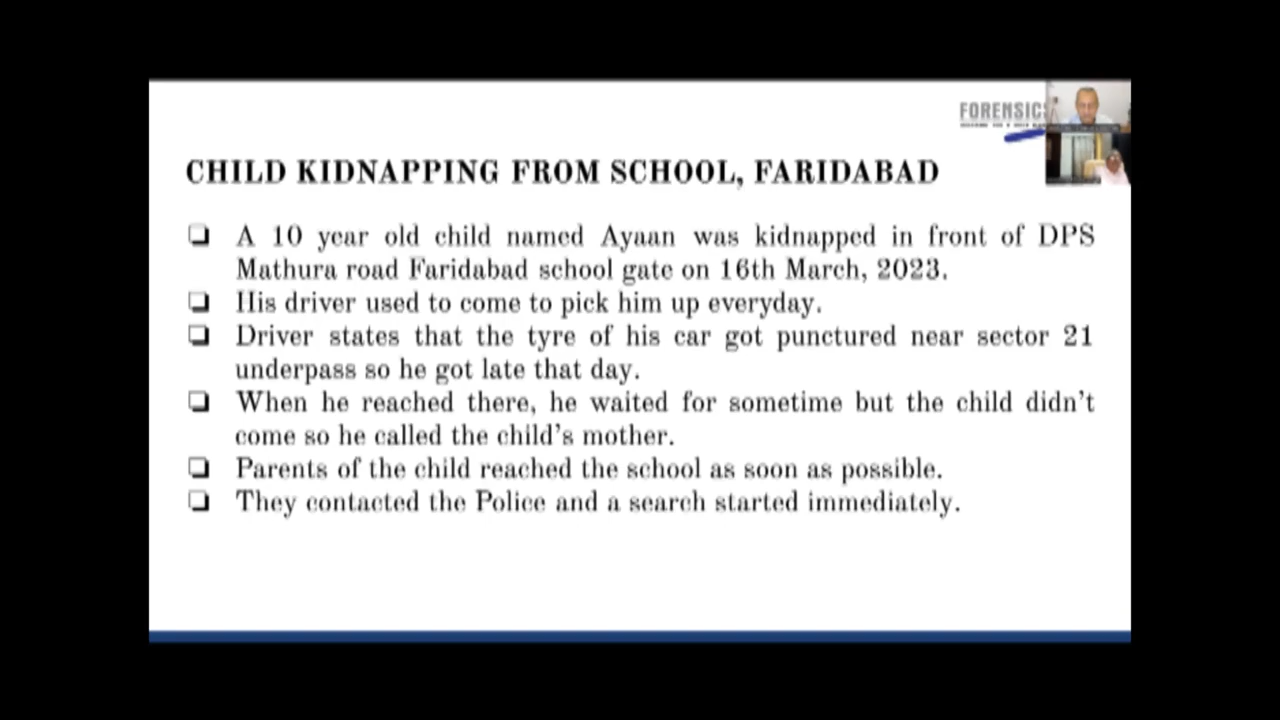 FORENSIC
CHILD KIDNAPPING FROM SCHOOL, FARIDABAD
❏ A 10 year old child named Ayaan was kidnapped in front of DPS
Mathura road Faridabad school gate on 16th March, 2023.
❏ His driver used to come to pick him up everyday.
❏ Driver states that the tyre of his car got punctured near sector 21
underpass so he got late that day.
❏ When he reached there, he waited for sometime but the child didn't
come so he called the child's mother.
❏ Parents of the child reached the school as soon as possible.
❏ They contacted the Police and a search started immediately.